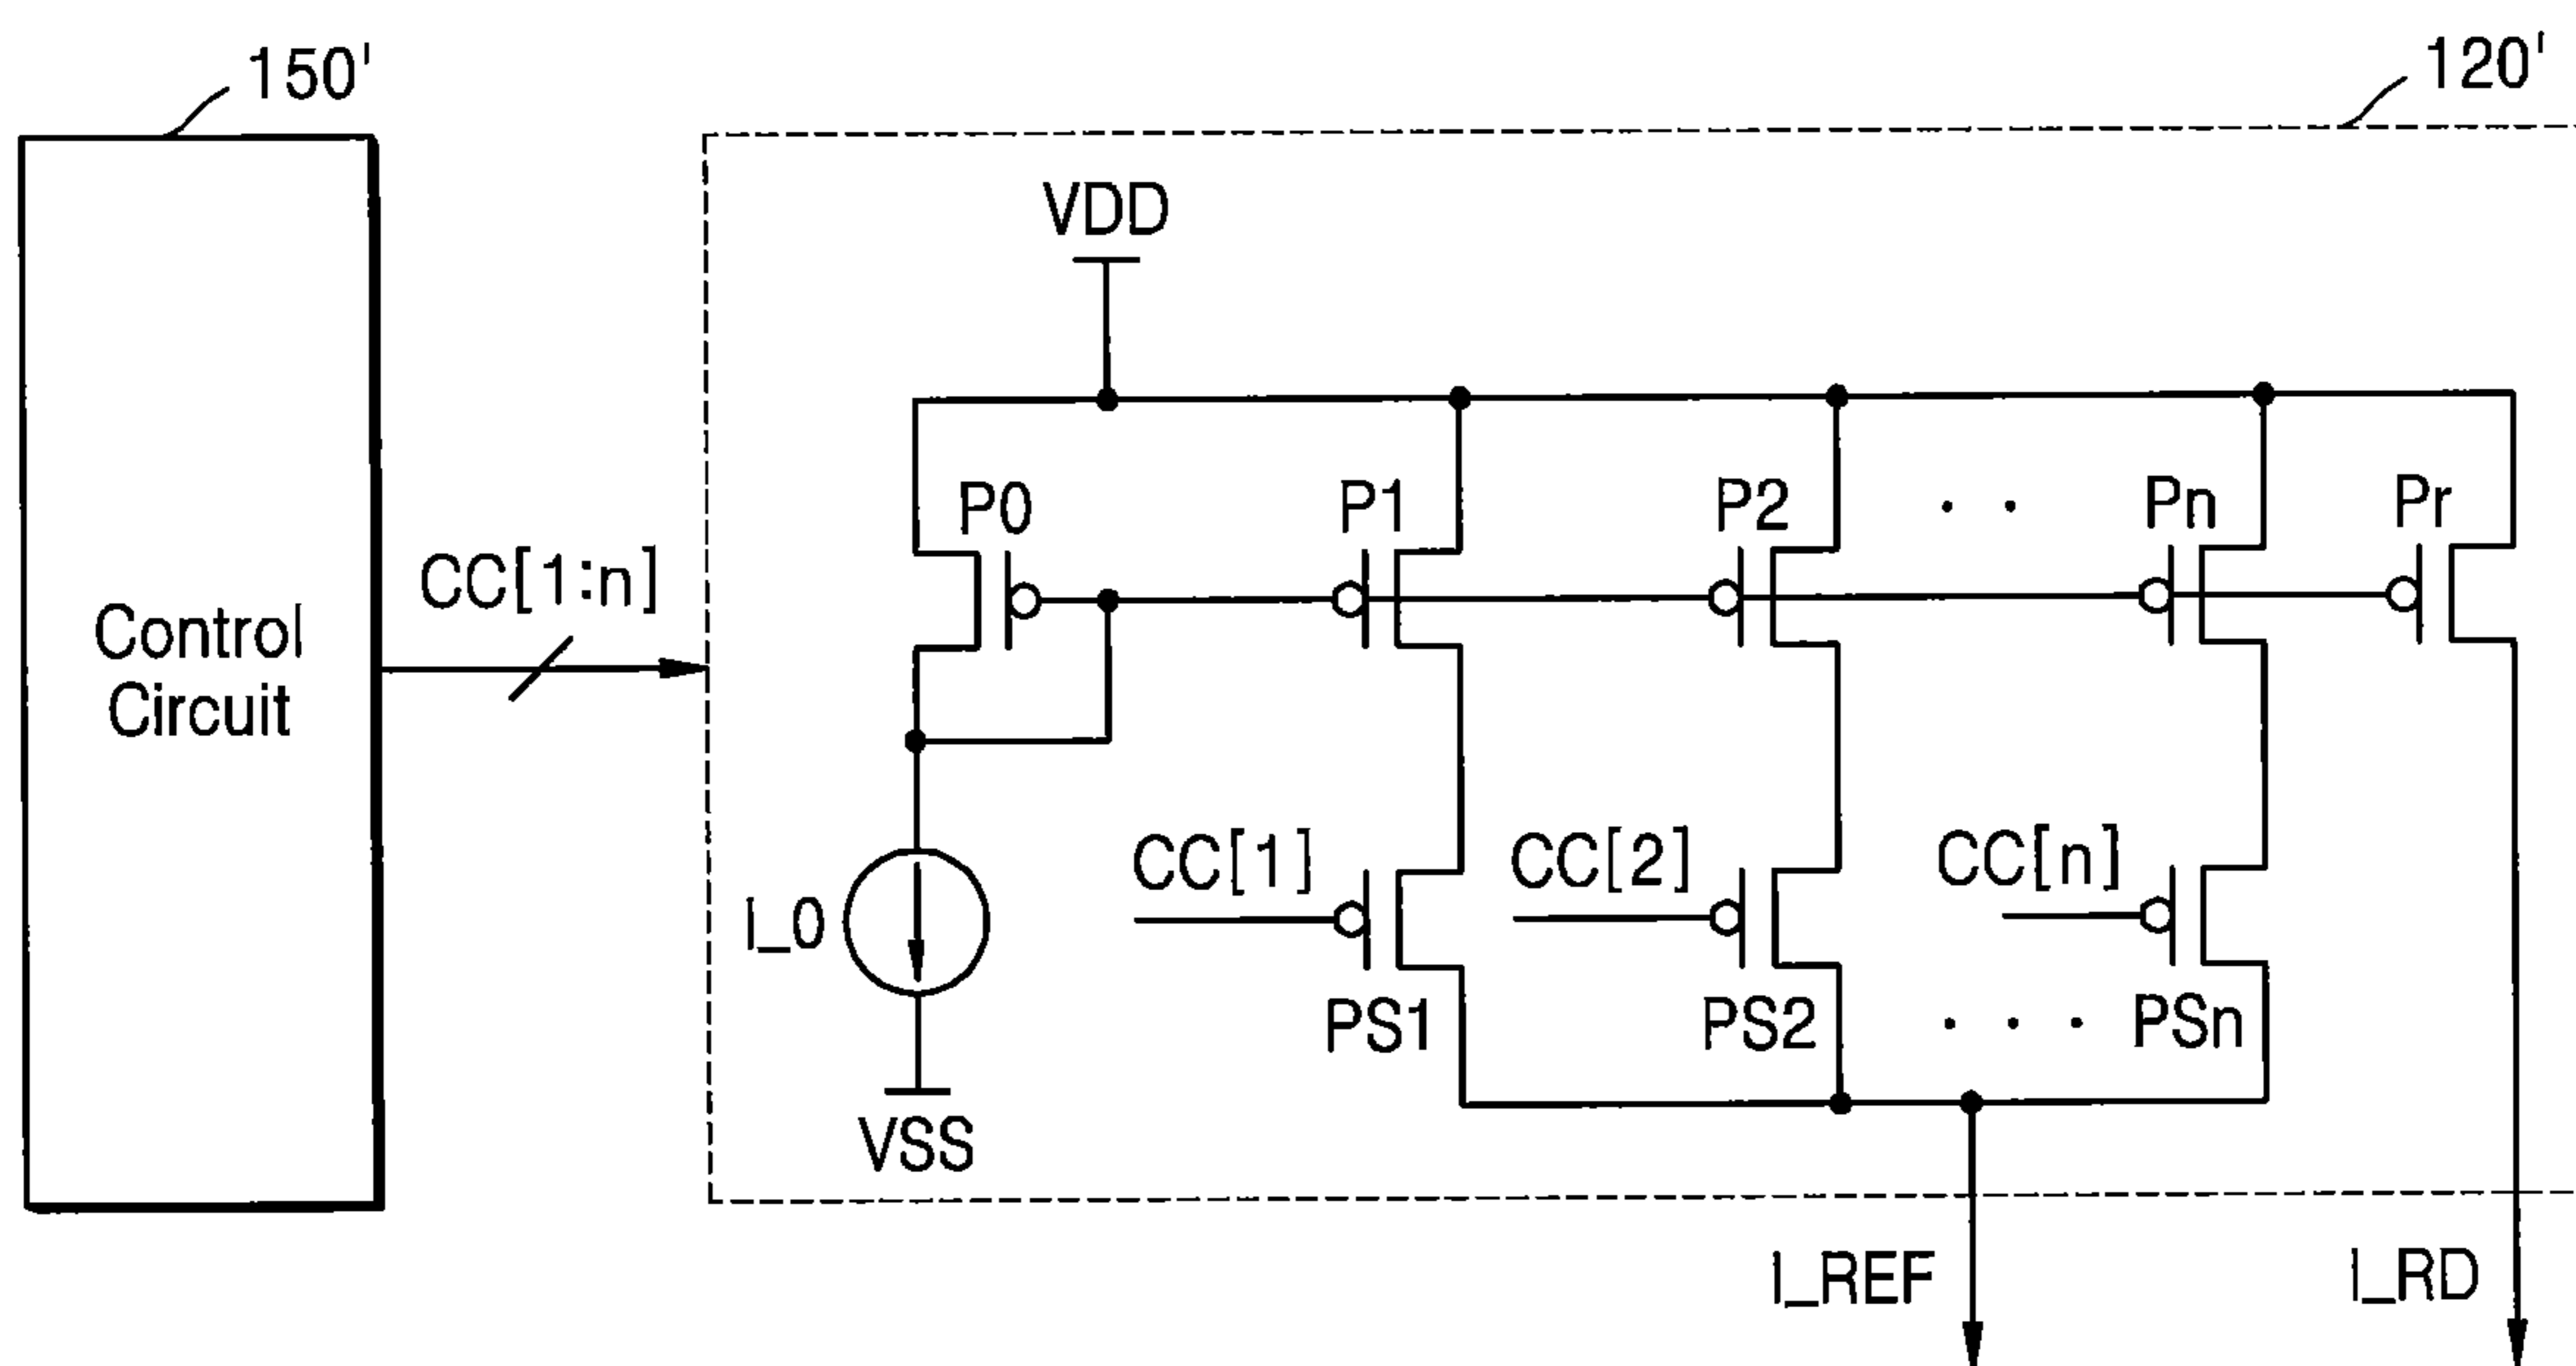 150'
120'
VDD
P0
P1
P2
. .
Pn
Pr
CC[1:n]
Control
Circuit
CC[1]
CC[2]
CC[n]
I_0
PS1
PS2
. . .
PSn
VSS
I_REF
I_RD